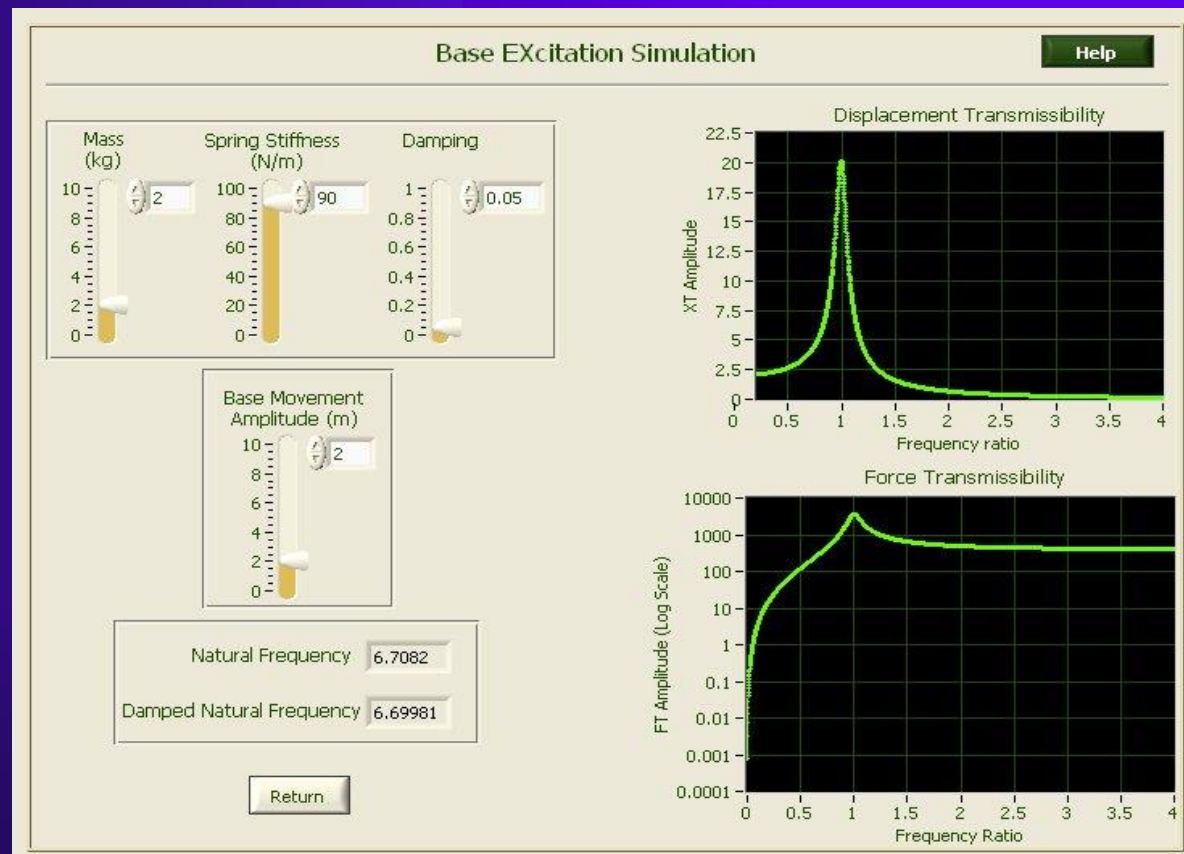 Base EXcitation Simulation
Help
Mass
(kg)
10
8
6
4
2
0
2
Spring Stiffness
(N/m)
100
80
60
40
20
0
90
Damping
1
0.8
0.6
0.4
0.2
0
0.05
Base Movement
Amplitude (m)
10
8
6
4
2
0
2
Natural Frequency 6.7082
Damped Natural Frequency 6.69981
Return
Displacement Transmissibility
XT Amplitude
22.5
20
17.5
15
12.5
10
7.5
5
2.5
0
0 0.5 1 1.5 2 2.5 3 3.5 4
Frequency ratio
Force Transmissibility
FT Amplitude (Log Scale)
10000
1000
100
10
1
0.1
0.01
0.001
0.0001
0 0.5 1 1.5 2 2.5 3 3.5 4
Frequency Ratio